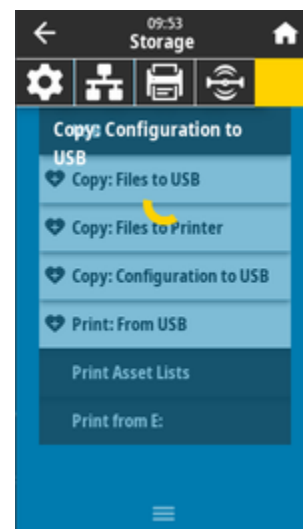 09:53
Storage
Copy: Configuration to
USB
Copy: Files to USB
Copy: Files to Printer
Copy: Configuration to USB
Print: From USB
Print Asset Lists
Print from E: